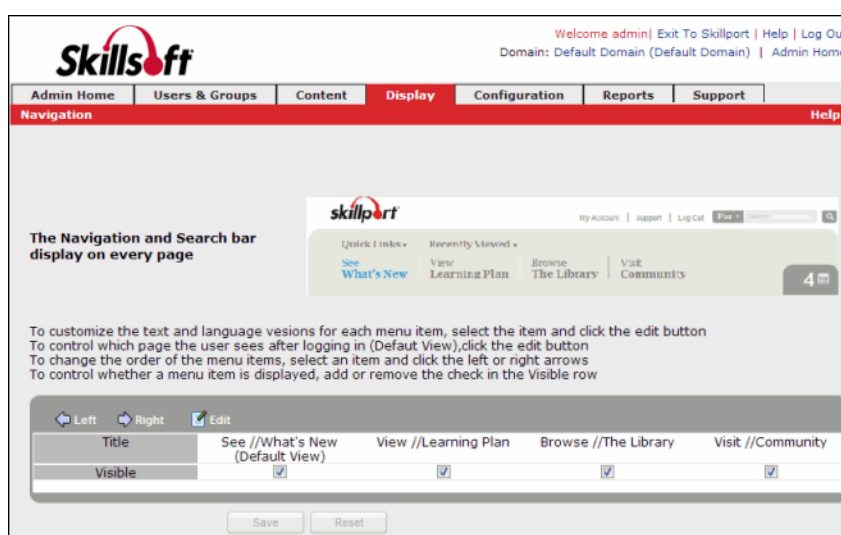 Skillsoft
Welcome admin| Exit To Skillport | Help | Log Ou
Domain: Default Domain (Default Domain) | Admin Home
Admin Home Users & Groups Content Display Configuration Reports Support
Navigation Help
skillport
My Account | Support | Log Out For Search
The Navigation and Search bar
display on every page
Quick Links Recently Viewed
See View Browse Visit
What's New Learning Plan The Library Community
4
To customize the text and language vesions for each menu item, select the item and click the edit button
To control which page the user sees after logging in (Defaut View),click the edit button
To change the order of the menu items, select an item and click the left or right arrows
To control whether a menu item is displayed, add or remove the check in the Visible row
Left Right Edit
Title See //What's New View //Learning Plan Browse //The Library Visit //Community
(Default View)
Visible
Save Reset